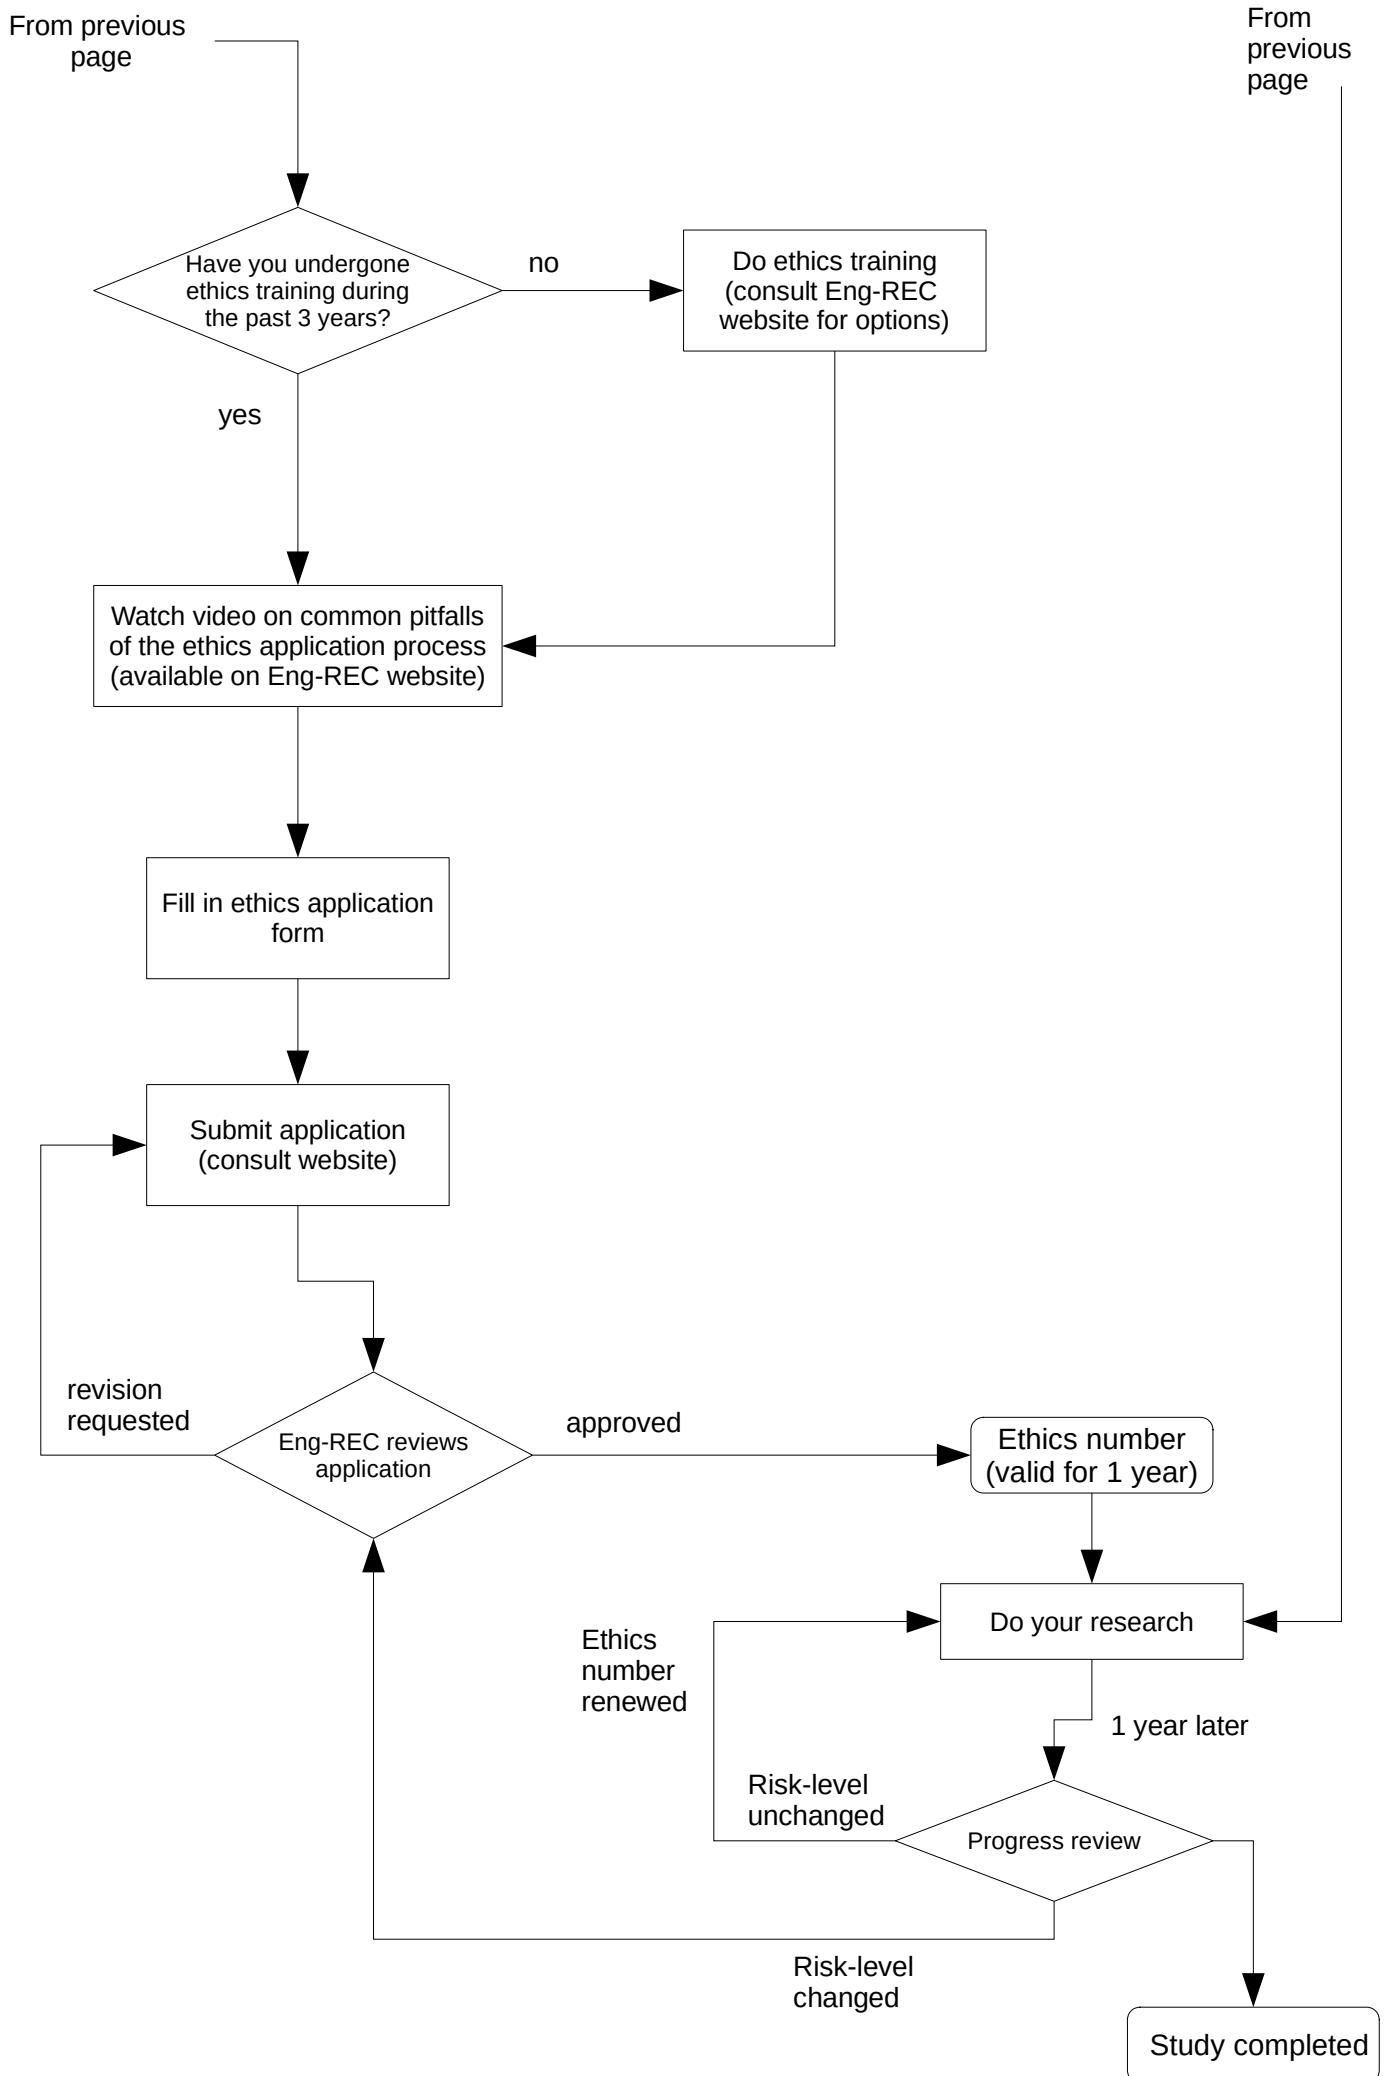 From previous
page
From
previous
page
Have you undergone
ethics training during
the past 3 years?
no
Do ethics training
(consult Eng-REC
website for options)
yes
Watch video on common pitfalls
of the ethics application process
(available on Eng-REC website)
Fill in ethics application
form
Submit application
(consult website)
revision
requested
Eng-REC reviews
application
approved
Ethics number
(valid for 1 year)
Do your research
Ethics
number
renewed
1 year later
Risk-level
unchanged
Progress review
Risk-level
changed
Study completed